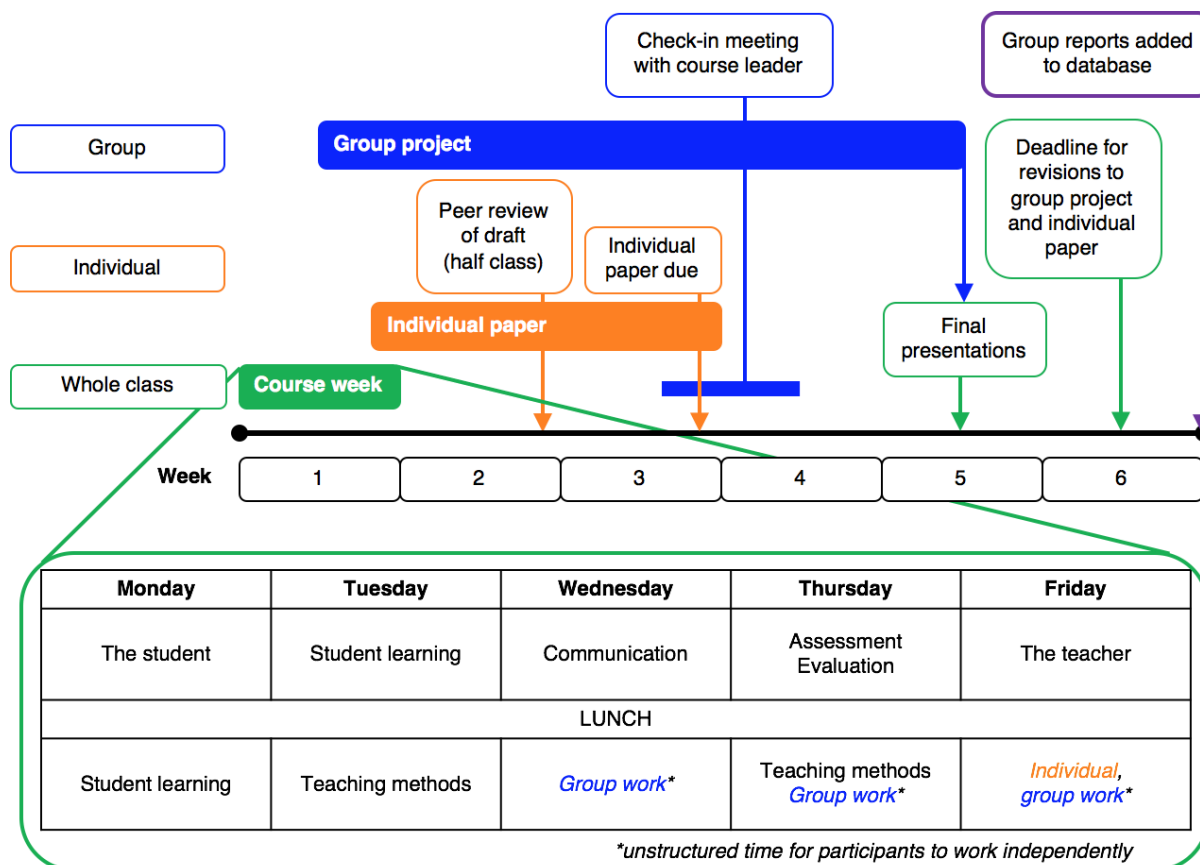 Check-in meeting
with course leader
Group reports added
to database
Group
Group project
Deadline for
revisions to
group project
and individual
paper
Peer review
of draft
(half class)
Individual
paper due
Individual
Individual paper
Final
presentations
Whole class
Course week
Week
1
2
3
4
5
6
Monday
Tuesday
Wednesday
Thursday
Friday
The student
Student learning
Communication
Assessment
Evaluation
The teacher
LUNCH
Student learning
Teaching methods
Group work*
Teaching methods
Group work*
Individual,
group work*
*unstructured time for participants to work independently